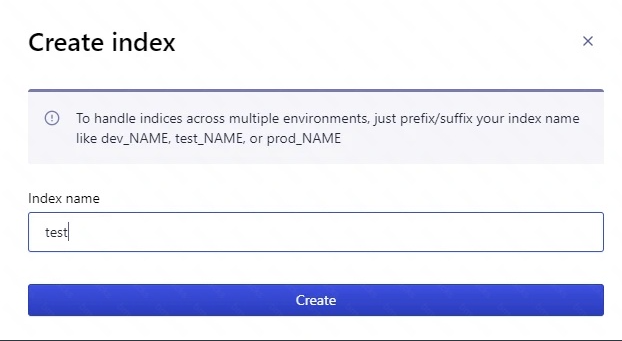 Create index
To handle indices across multiple environments, just prefix/suffix your index name
like dev_NAME, test_NAME, or prod_NAME
Index name
test
Create